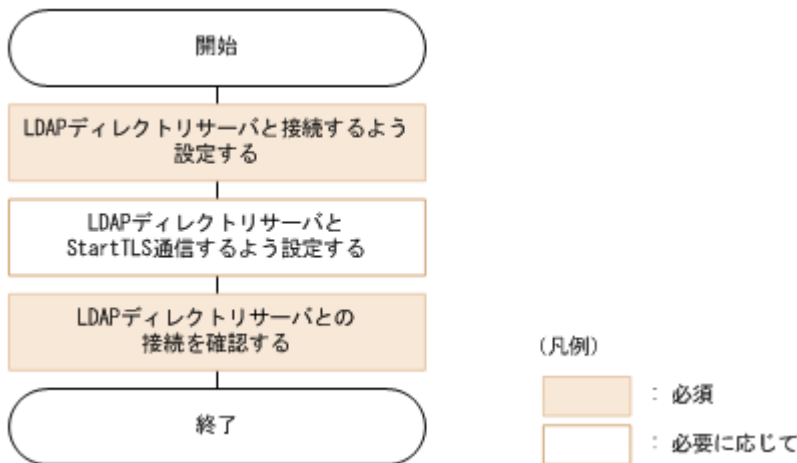 開始
LDAPディレクトリサーバと接続するよう
設定する
LDAPディレクトリサーバと
StartTLS通信するよう設定する
LDAPディレクトリサーバとの
接続を確認する
終了
(凡例)
: 必須
: 必要に応じて